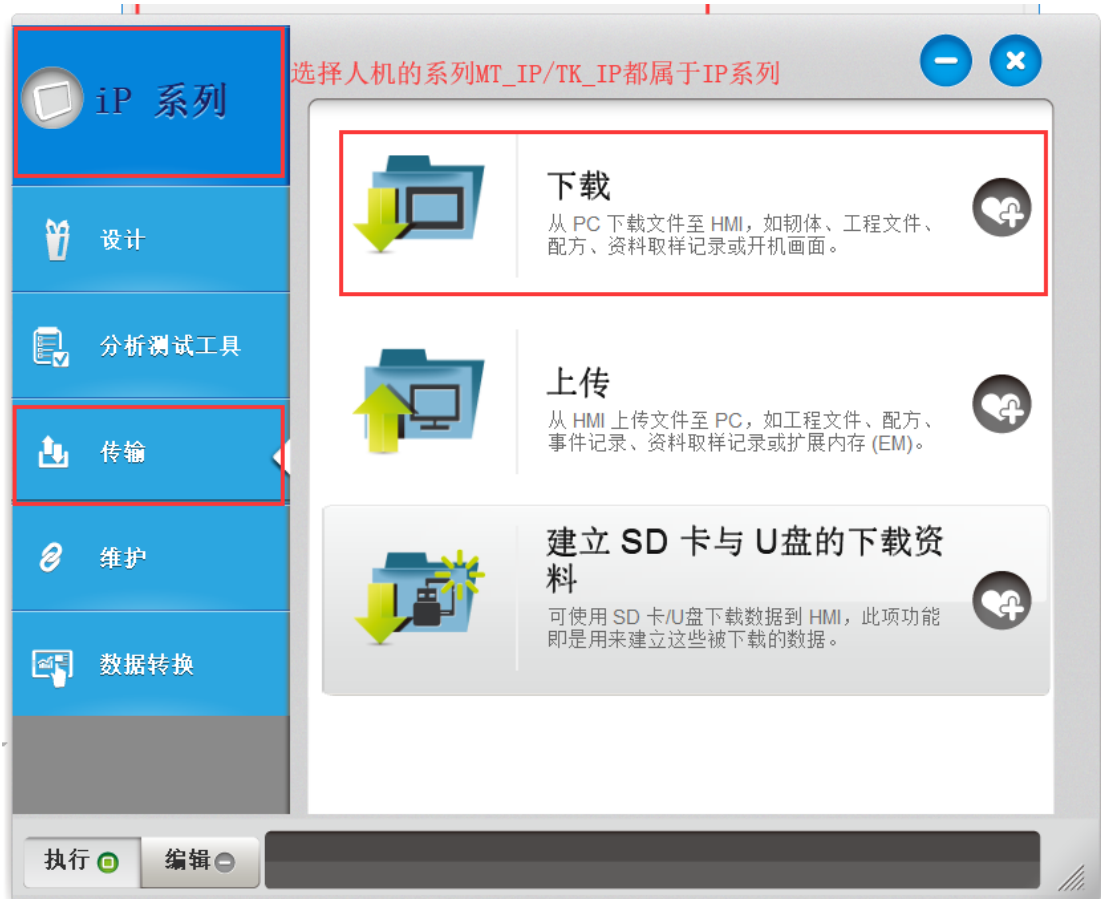 iP 系列
选择人机的系列MT_IP/TK_IP都属于IP系列
设计
分析测试工具
传输
维护
数据转换
下载
从 PC 下载文件至 HMI，如韧体、工程文件、
配方、资料取样记录或开机画面。
上传
从 HMI 上传文件至 PC，如工程文件、配方、
事件记录、资料取样记录或扩展内存 (EM)。
建立 SD 卡与 U盘的下载资
料
可使用 SD 卡/U盘下载数据到 HMI，此项功能
即是用来建立这些被下载的数据。
执行
编辑